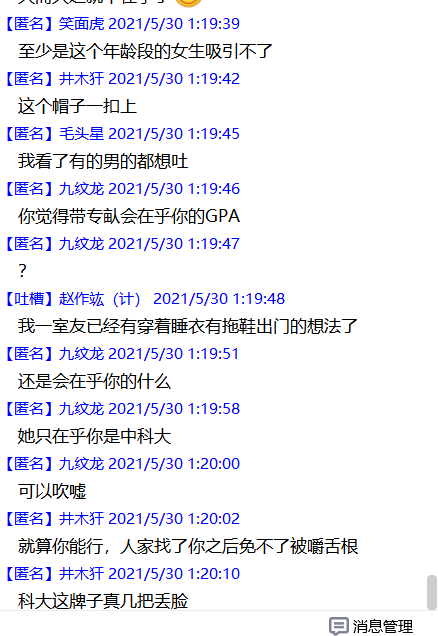 【匿名】笑面虎 2021/5/30 1:19:39
至少是这个年龄段的女生吸引不了
【匿名】井木犴 2021/5/30 1:19:42
这个帽子一扣上
【匿名】毛头星 2021/5/30 1:19:45
我看了有的男的都想吐
【匿名】九纹龙 2021/5/30 1:19:46
你觉得带专畒会在乎你的GPA
【匿名】九纹龙 2021/5/30 1:19:47
?
【吐槽】赵作竑（计） 2021/5/30 1:19:48
我一室友已经有穿着睡衣有拖鞋出门的想法了
【匿名】九纹龙 2021/5/30 1:19:51
还是会在乎你的什么
【匿名】九纹龙 2021/5/30 1:19:58
她只在乎你是中科大
【匿名】九纹龙 2021/5/30 1:20:00
可以吹嘘
【匿名】井木犴 2021/5/30 1:20:02
就算你能行，人家找了你之后免不了被嚼舌根
【匿名】井木犴 2021/5/30 1:20:10
科大这牌子真几把丢脸
消息管理